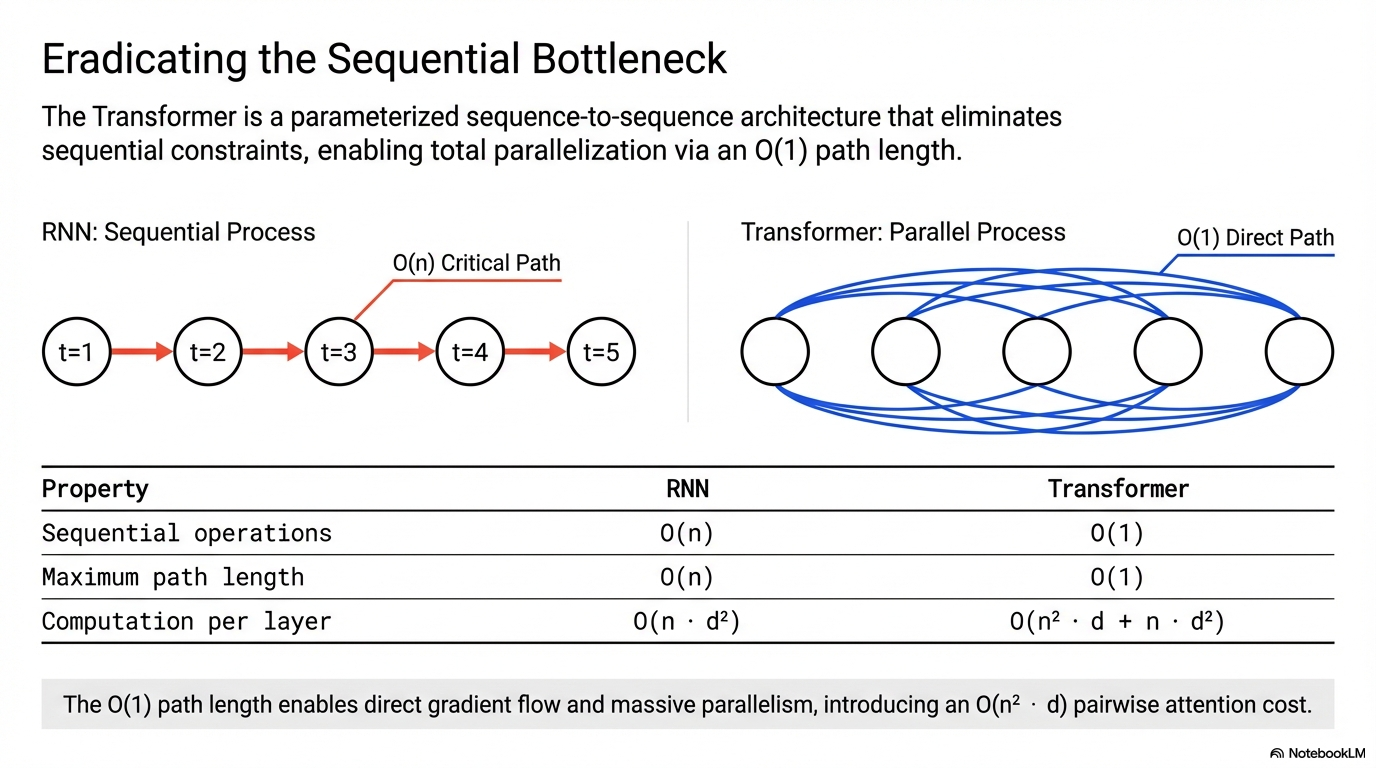 Eradicating the Sequential Bottleneck
The Transformer is a parameterized sequence-to-sequence architecture that eliminates
sequential constraints, enabling total parallelization via an O(1) path length.
RNN: Sequential Process
O(n) Critical Path
t=1 t=2 t=3 t=4 t=5
Transformer: Parallel Process
O(1) Direct Path
Property RNN Transformer
Sequential operations O(n) O(1)
Maximum path length O(n) O(1)
Computation per layer O(n · d²) O(n² · d + n · d²)
The O(1) path length enables direct gradient flow and massive parallelism, introducing an O(n² · d) pairwise attention cost.
NotebookLM